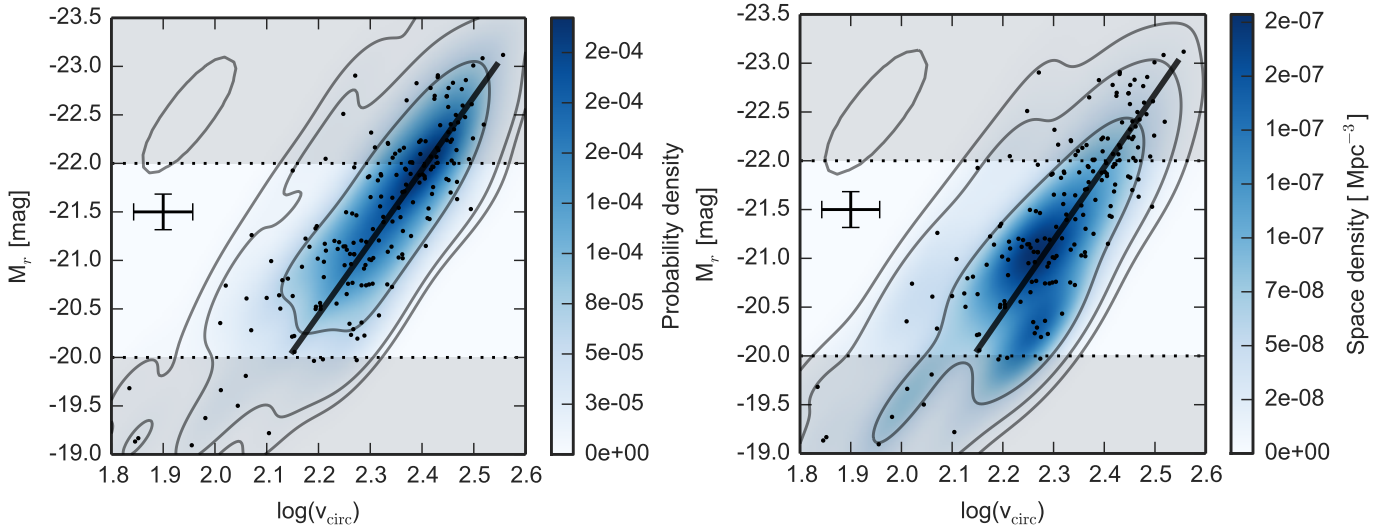 -23.5
-23.0
-22.5
-22.0
-21.5
-21.0
-20.5
-20.0
-19.5
-19.0
M_r [mag]
1.8 1.9 2.0 2.1 2.2 2.3 2.4 2.5 2.6
log(v_circ)
2e-04
2e-04
2e-04
1e-04
1e-04
8e-05
5e-05
3e-05
0e+00
Probability density
-23.5
-23.0
-22.5
-22.0
-21.5
-21.0
-20.5
-20.0
-19.5
-19.0
M_r [mag]
1.8 1.9 2.0 2.1 2.2 2.3 2.4 2.5 2.6
log(v_circ)
2e-07
2e-07
1e-07
1e-07
1e-07
7e-08
5e-08
2e-08
0e+00
Space density [ Mpc⁻³ ]